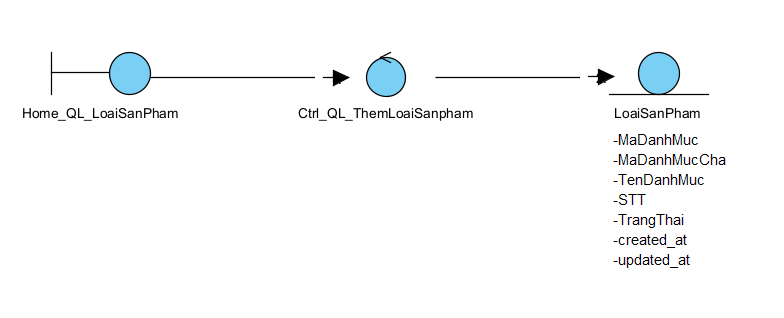 Home_QL_LoaiSanPham
Ctrl_QL_ThemLoaiSanpham
LoaiSanPham
-MaDanhMuc
-MaDanhMucCha
-TenDanhMuc
-STT
-TrangThai
-created_at
-updated_at